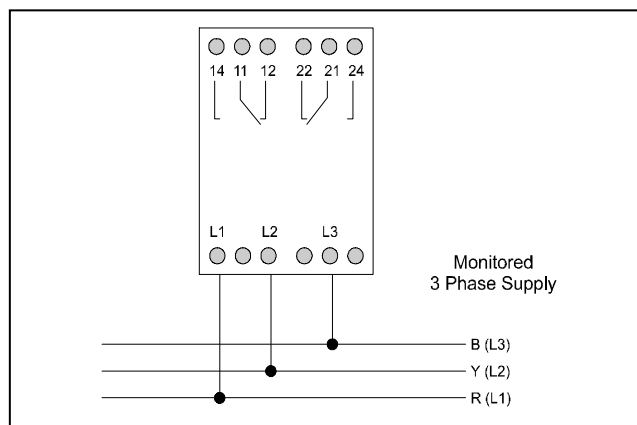 14 11 12 22 21 24
L1 L2 L3
Monitored
3 Phase Supply
B (L3)
Y (L2)
R (L1)